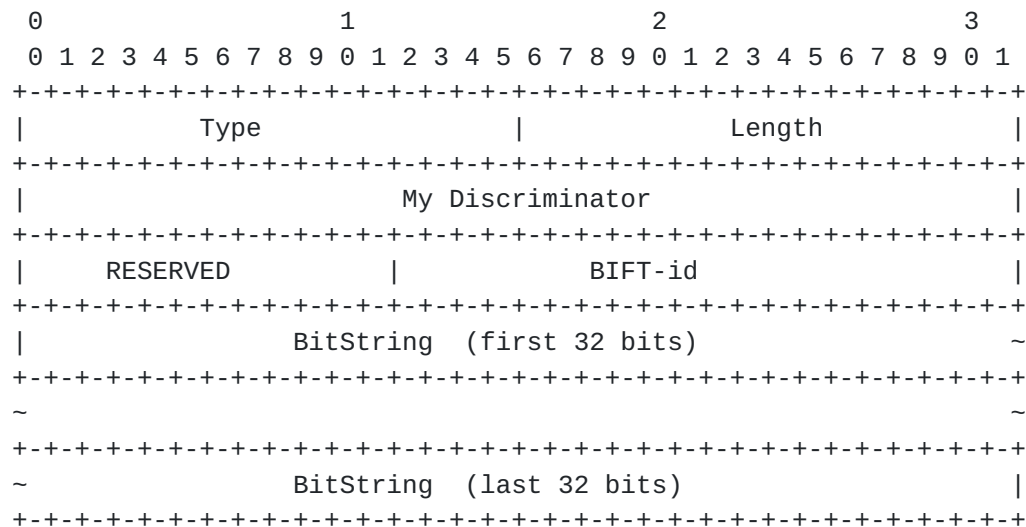 0                   1                   2                   3
 0 1 2 3 4 5 6 7 8 9 0 1 2 3 4 5 6 7 8 9 0 1 2 3 4 5 6 7 8 9 0 1
+-+-+-+-+-+-+-+-+-+-+-+-+-+-+-+-+-+-+-+-+-+-+-+-+-+-+-+-+-+-+-+-+
|           Type                |             Length            |
+-+-+-+-+-+-+-+-+-+-+-+-+-+-+-+-+-+-+-+-+-+-+-+-+-+-+-+-+-+-+-+-+
|                        My Discriminator                       |
+-+-+-+-+-+-+-+-+-+-+-+-+-+-+-+-+-+-+-+-+-+-+-+-+-+-+-+-+-+-+-+-+
|     RESERVED          |            BIFT-id                    |
+-+-+-+-+-+-+-+-+-+-+-+-+-+-+-+-+-+-+-+-+-+-+-+-+-+-+-+-+-+-+-+-+
|                 BitString  (first 32 bits)                    ~
+-+-+-+-+-+-+-+-+-+-+-+-+-+-+-+-+-+-+-+-+-+-+-+-+-+-+-+-+-+-+-+-+
~                                                               ~
+-+-+-+-+-+-+-+-+-+-+-+-+-+-+-+-+-+-+-+-+-+-+-+-+-+-+-+-+-+-+-+-+
~                 BitString  (last 32 bits)                     |
+-+-+-+-+-+-+-+-+-+-+-+-+-+-+-+-+-+-+-+-+-+-+-+-+-+-+-+-+-+-+-+-+